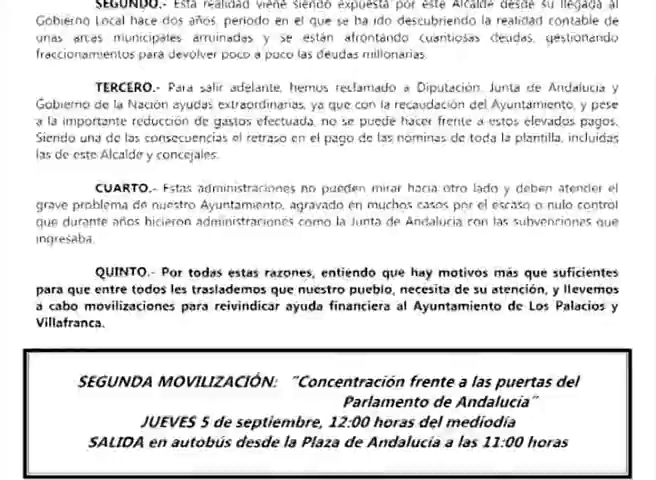 SEGUNDO.- Esta realidad viene siendo expuesta por este Alcalde desde su llegada al
Gobierno Local hace dos años, periodo en el que se ha ido descubriendo la realidad contable de
unas arcas municipales arruinadas y se están afrontando cuantiosas deudas, gestionando
fraccionamientos para devolver poco a poco las deudas millonarias.
TERCERO.- Para salir adelante, hemos reclamado a Diputación, Junta de Andalucía y
Gobierno de la Nación ayudas extraordinarias, ya que con la recaudación del Ayuntamiento, y pese
a la importante reducción de gastos efectuada, no se puede hacer frente a estos elevados pagos.
Siendo una de las consecuencias el retraso en el pago de las nóminas de toda la plantilla, incluidas
las de este Alcalde y concejales.
CUARTO.- Estas administraciones no pueden mirar hacia otro lado y deben atender el
grave problema de nuestro Ayuntamiento, agravado en muchos casos por el escaso o nulo control
que durante años hicieron administraciones como la Junta de Andalucía con las subvenciones que
ingresaba.
QUINTO.- Por todas estas razones, entiendo que hay motivos más que suficientes
para que entre todos les traslademos que nuestro pueblo, necesita de su atención, y llevemos
a cabo movilizaciones para reivindicar ayuda financiera al Ayuntamiento de Los Palacios y
Villafranca.
SEGUNDA MOVILIZACIÓN: "Concentración frente a las puertas del
Parlamento de Andalucía"
JUEVES 5 de septiembre, 12:00 horas del mediodía
SALIDA en autobús desde la Plaza de Andalucía a las 11:00 horas